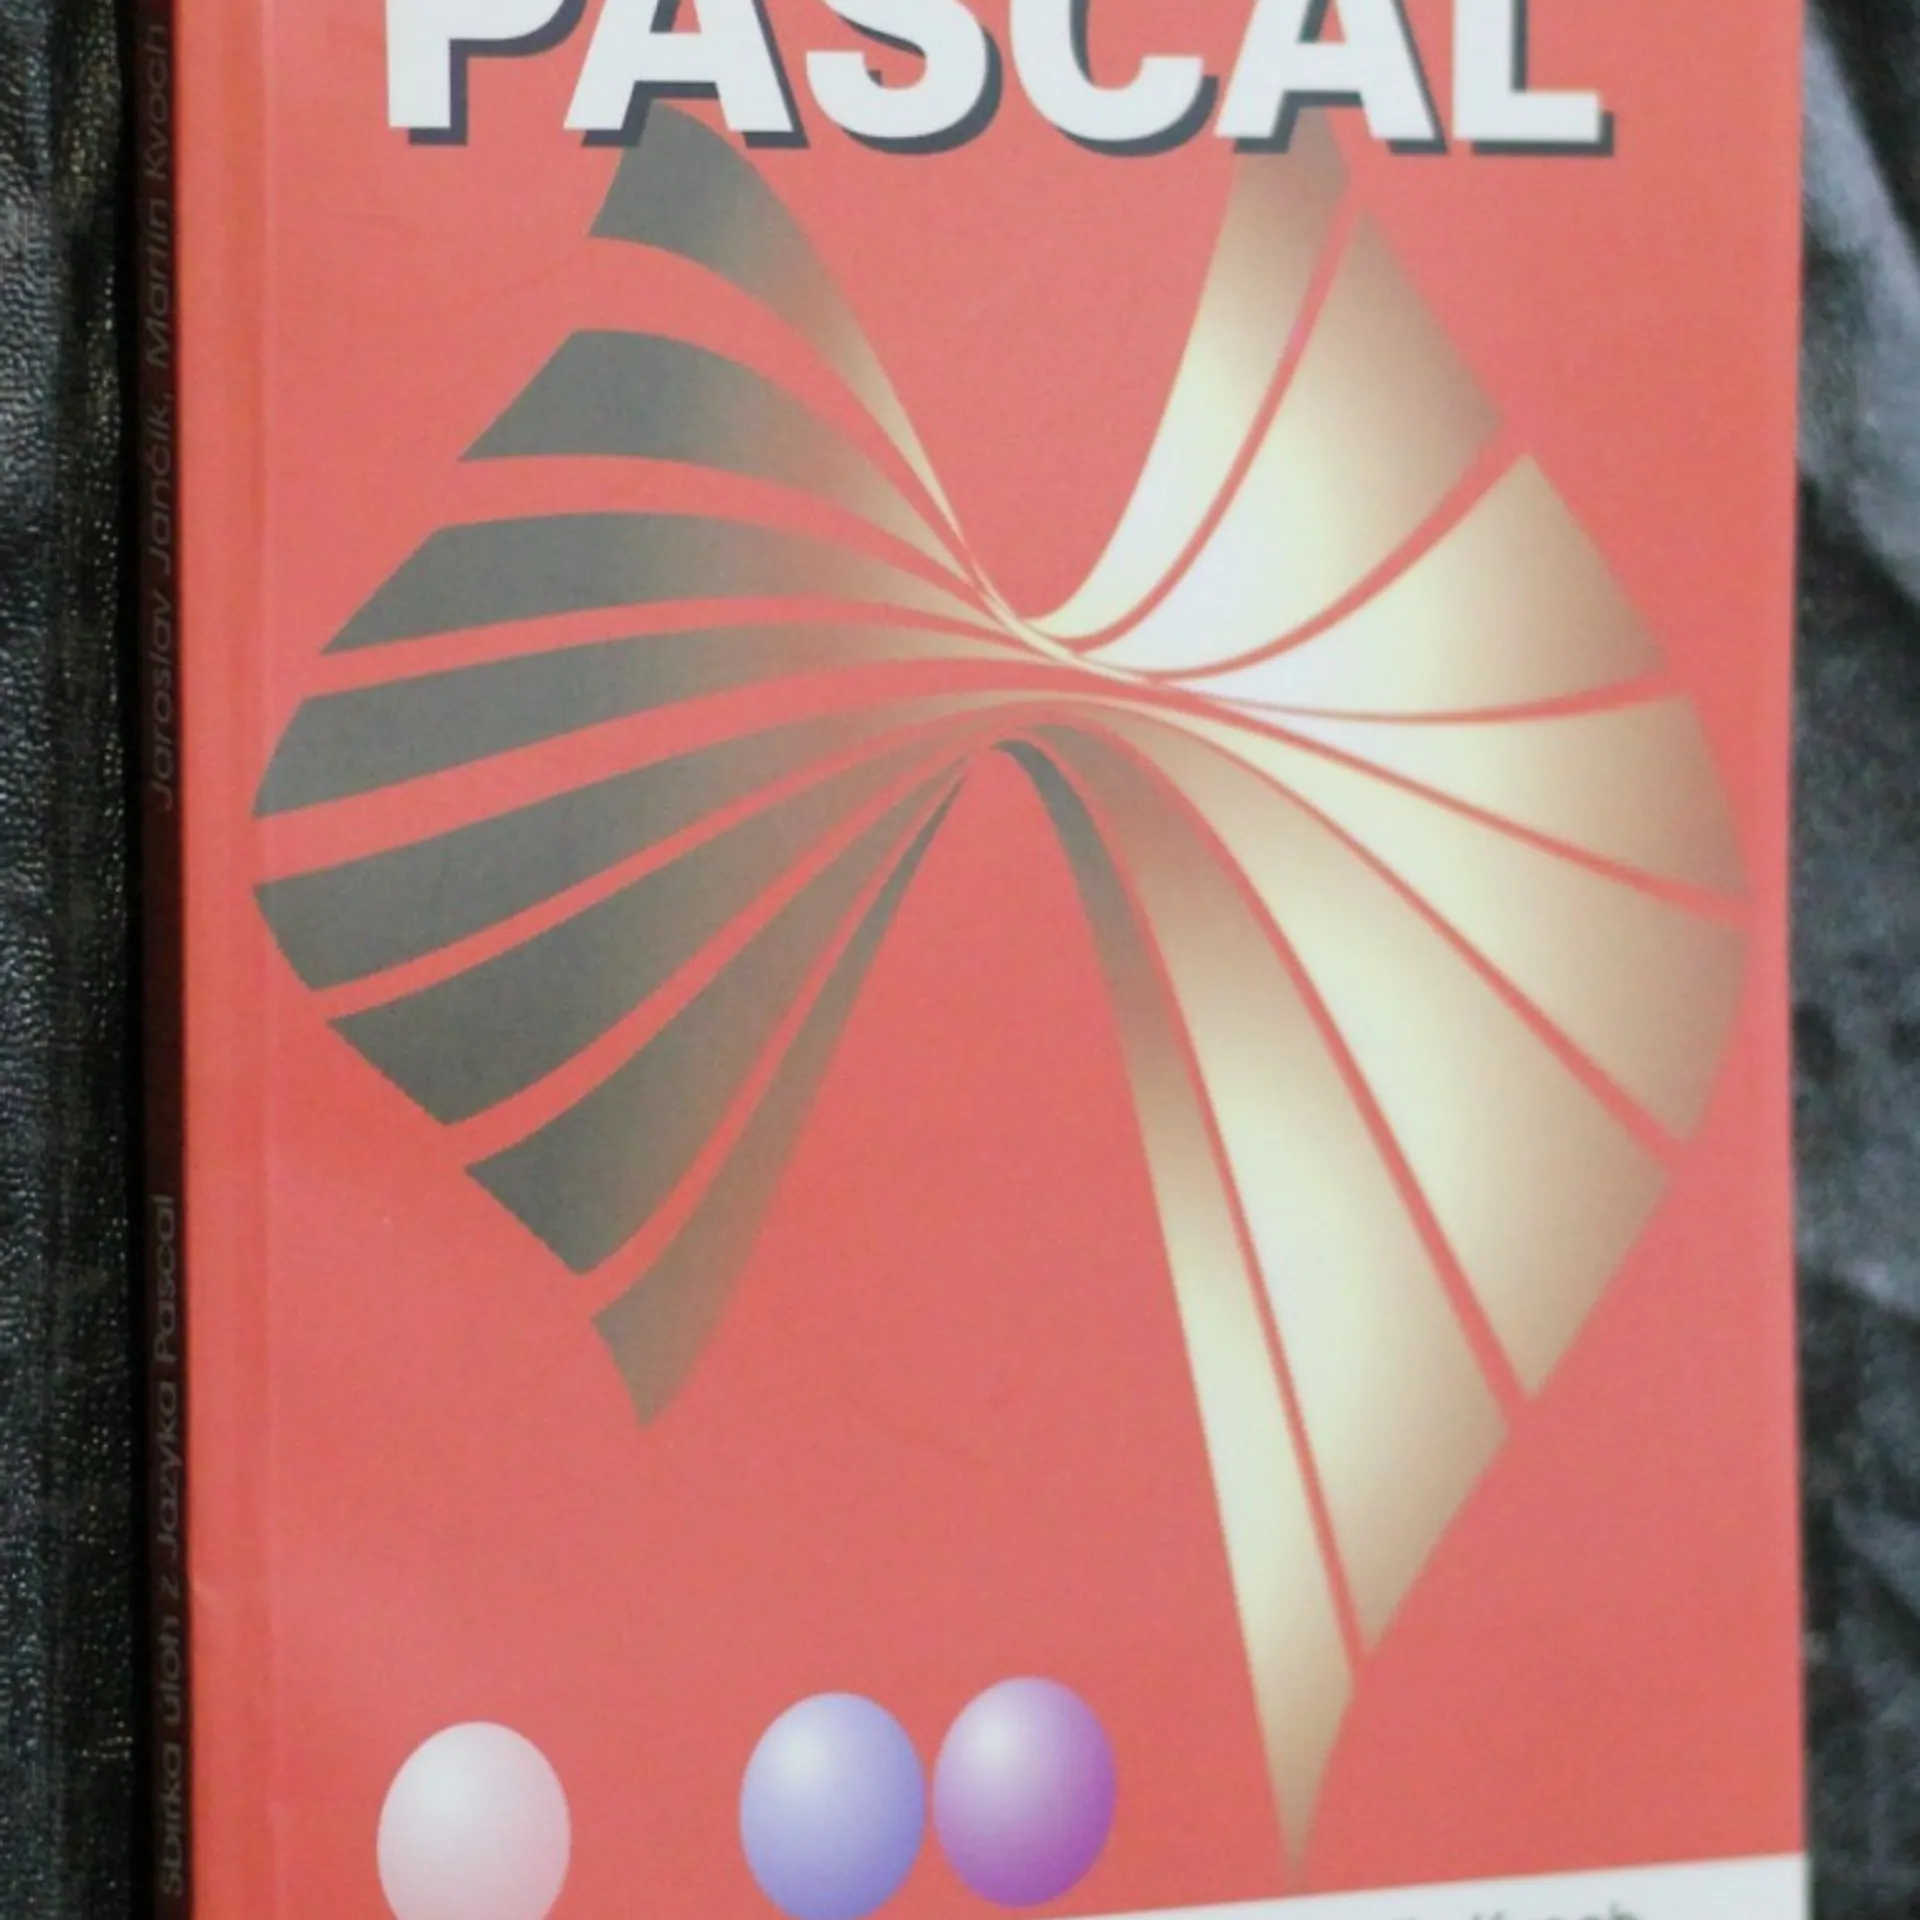 PASCAL
Sbírka úloh z Jazyka Pascal
Jaroslav Jančík, Martin Kvoch